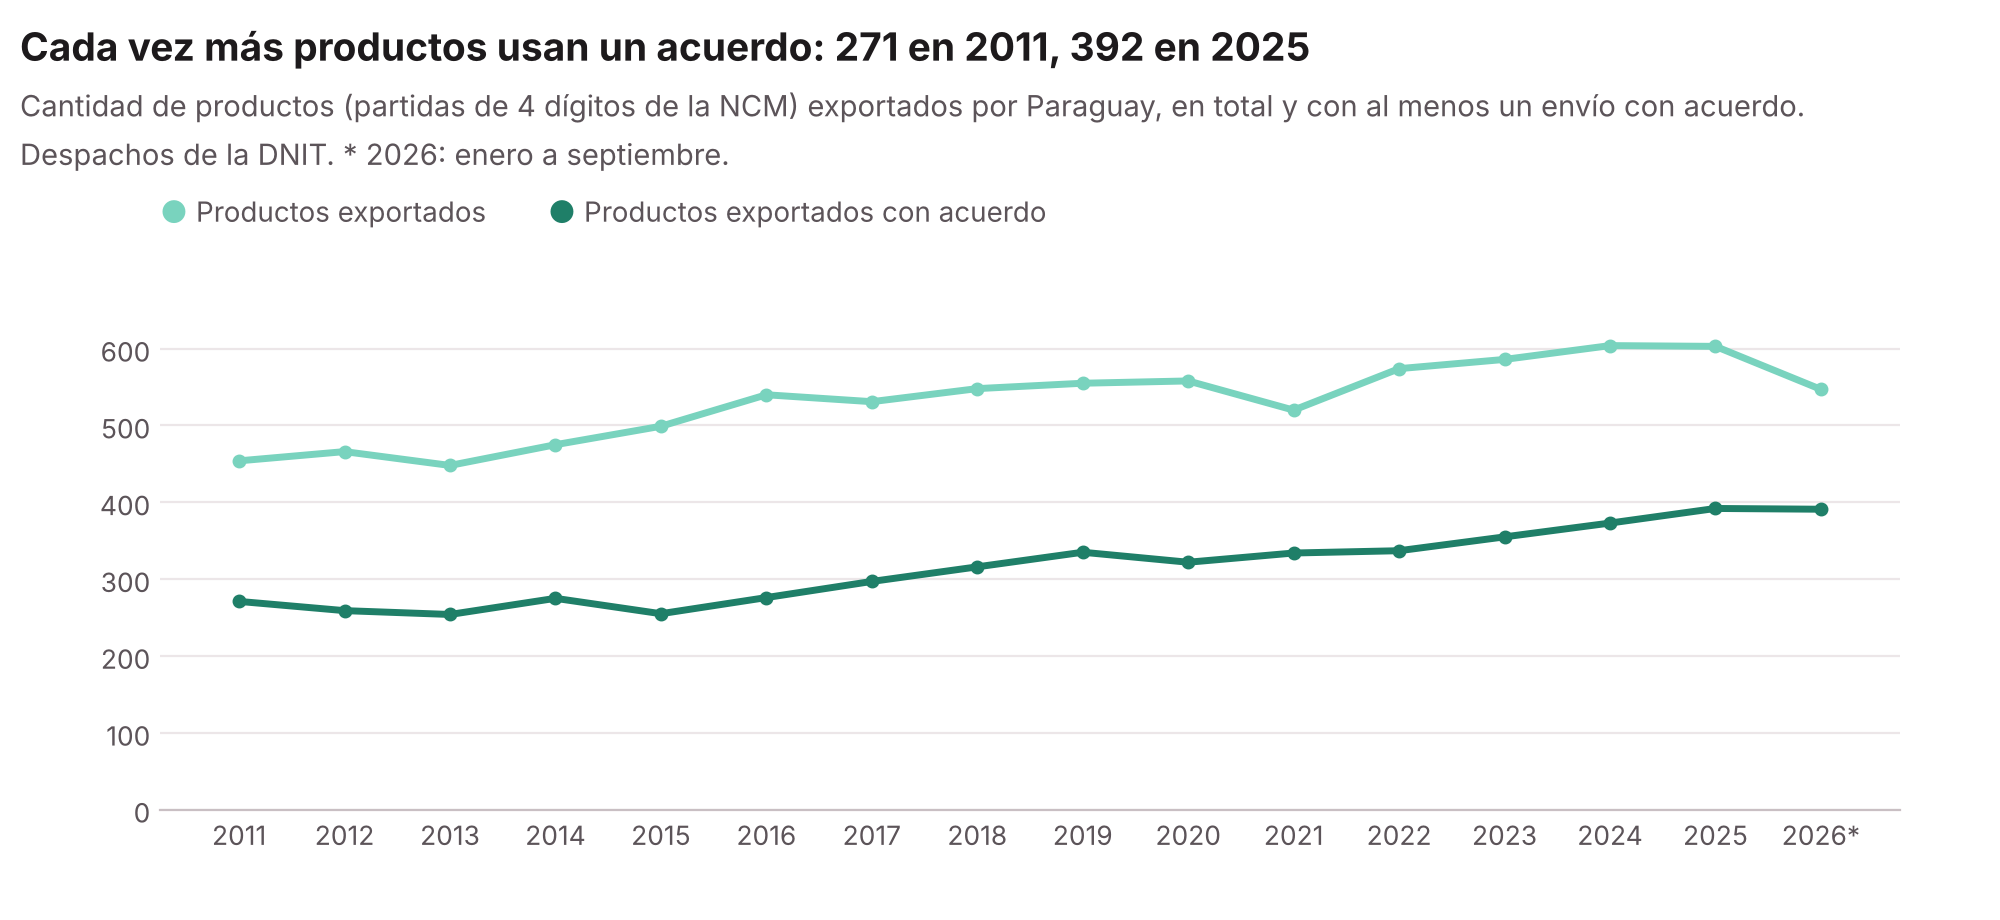 Cada vez más productos usan un acuerdo: 271 en 2011, 392 en 2025
Cantidad de productos (partidas de 4 dígitos de la NCM) exportados por Paraguay, en total y con al menos un envío con acuerdo.
Despachos de la DNIT. * 2026: enero a septiembre.
Productos exportados
Productos exportados con acuerdo
600
500
400
300
200
100
0
2011 2012 2013 2014 2015 2016 2017 2018 2019 2020 2021 2022 2023 2024 2025 2026*